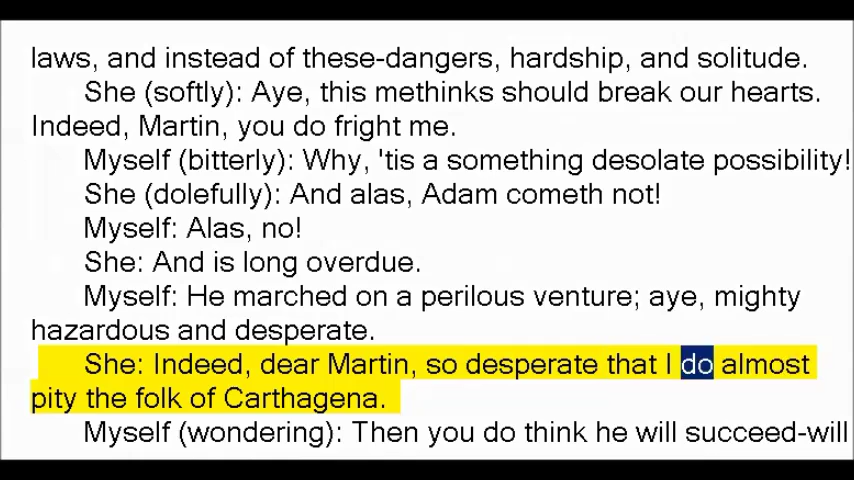 laws, and instead of these-dangers, hardship, and solitude.
She (softly): Aye, this methinks should break our hearts.
Indeed, Martin, you do fright me.
Myself (bitterly): Why, 'tis a something desolate possibility!
She (dolefully): And alas, Adam cometh not!
Myself: Alas, no!
She: And is long overdue.
Myself: He marched on a perilous venture; aye, mighty
hazardous and desperate.
She: Indeed, dear Martin, so desperate that I do almost
pity the folk of Carthagena.
Myself (wondering): Then you do think he will succeed-will